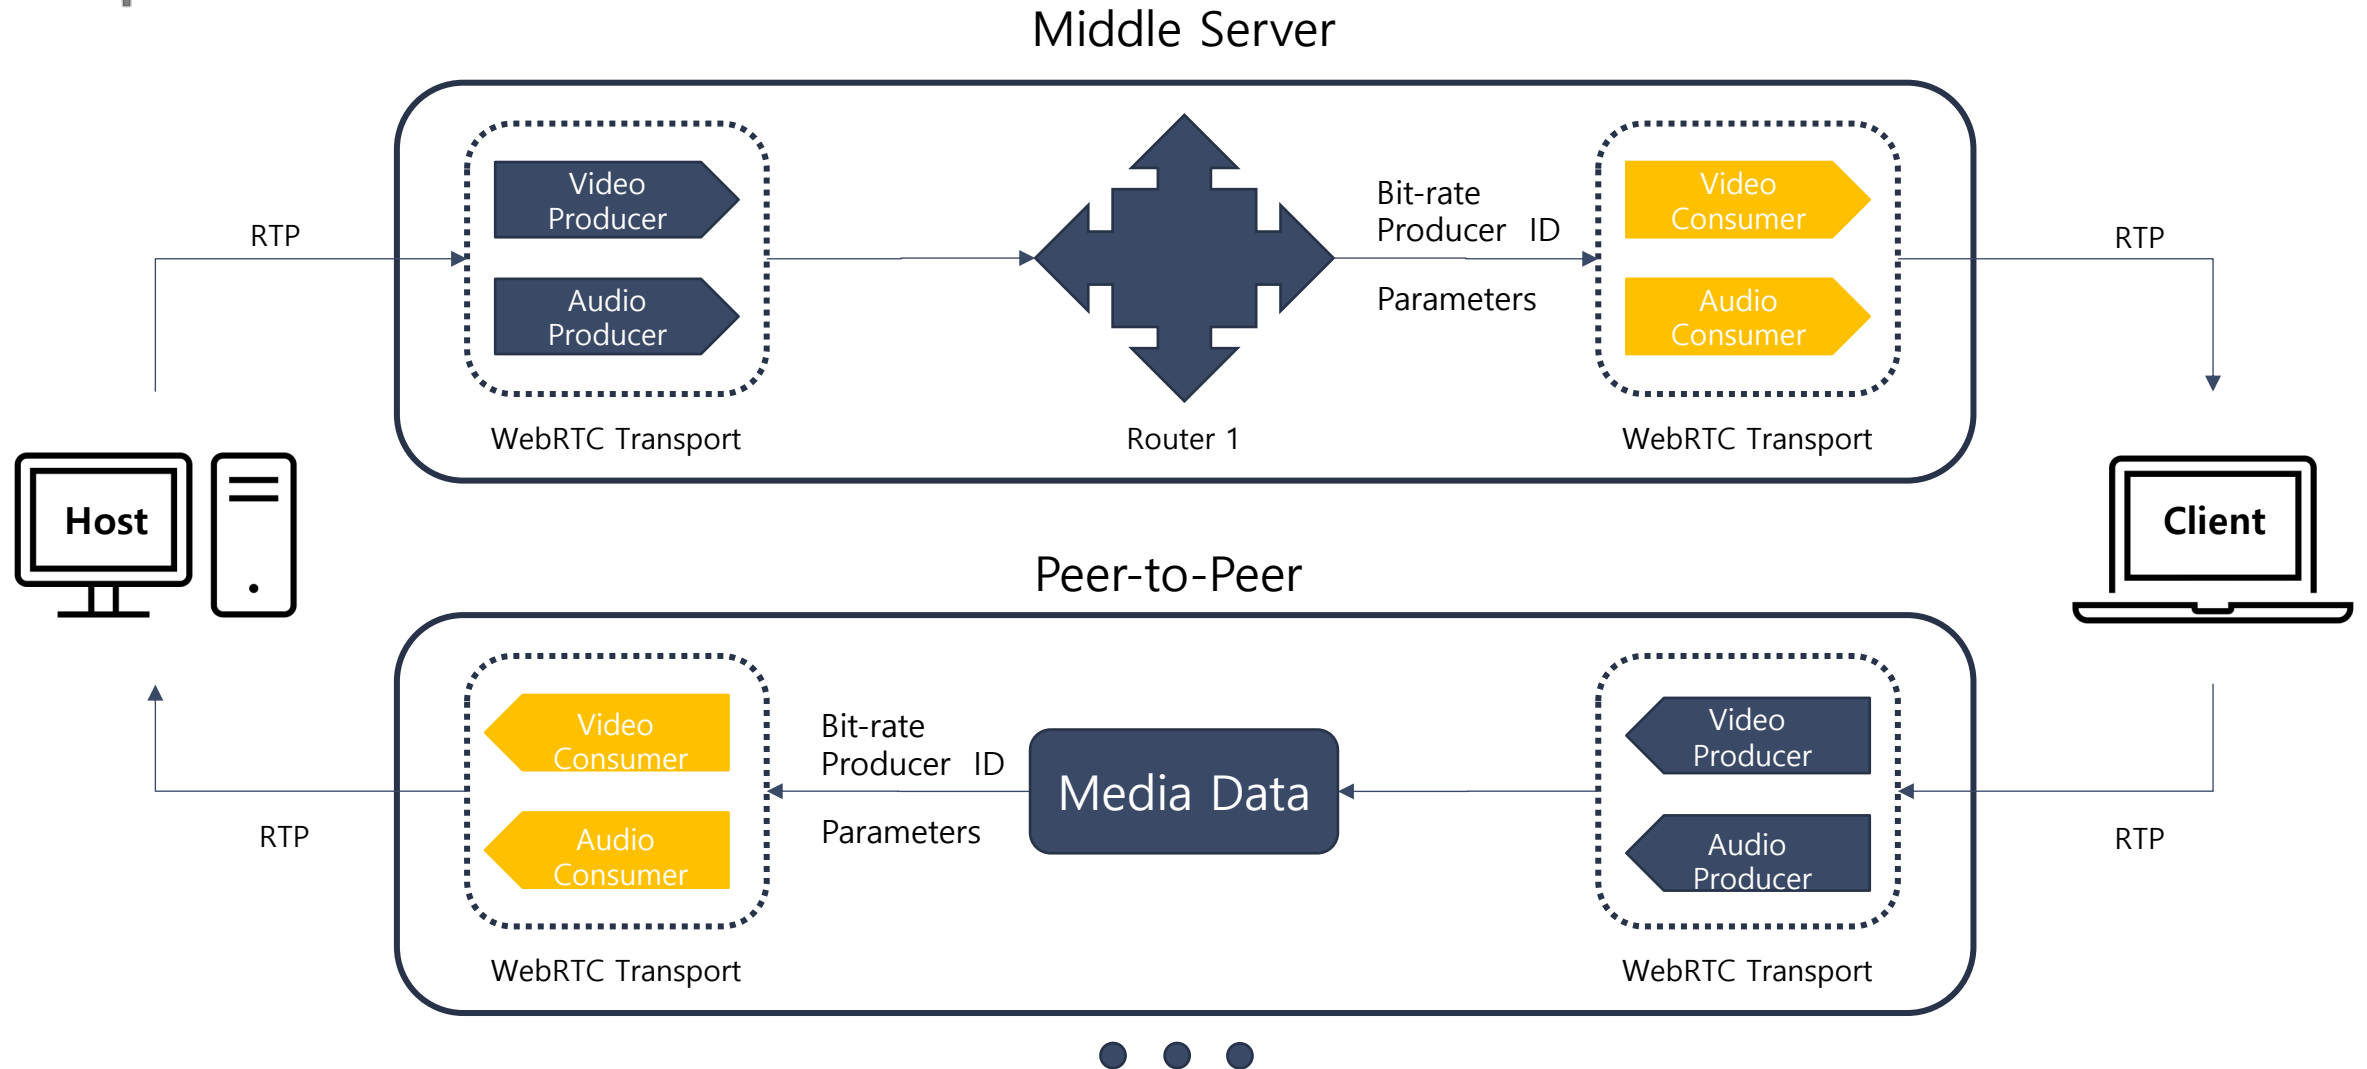 Middle Server
RTP
Video
Producer
Audio
Producer
WebRTC Transport
Router 1
Bit-rate
Producer ID
Parameters
Video
Consumer
Audio
Consumer
WebRTC Transport
RTP
Host
Client
Peer-to-Peer
RTP
Video
Consumer
Audio
Consumer
WebRTC Transport
Bit-rate
Producer ID
Parameters
Media Data
Video
Producer
Audio
Producer
WebRTC Transport
RTP